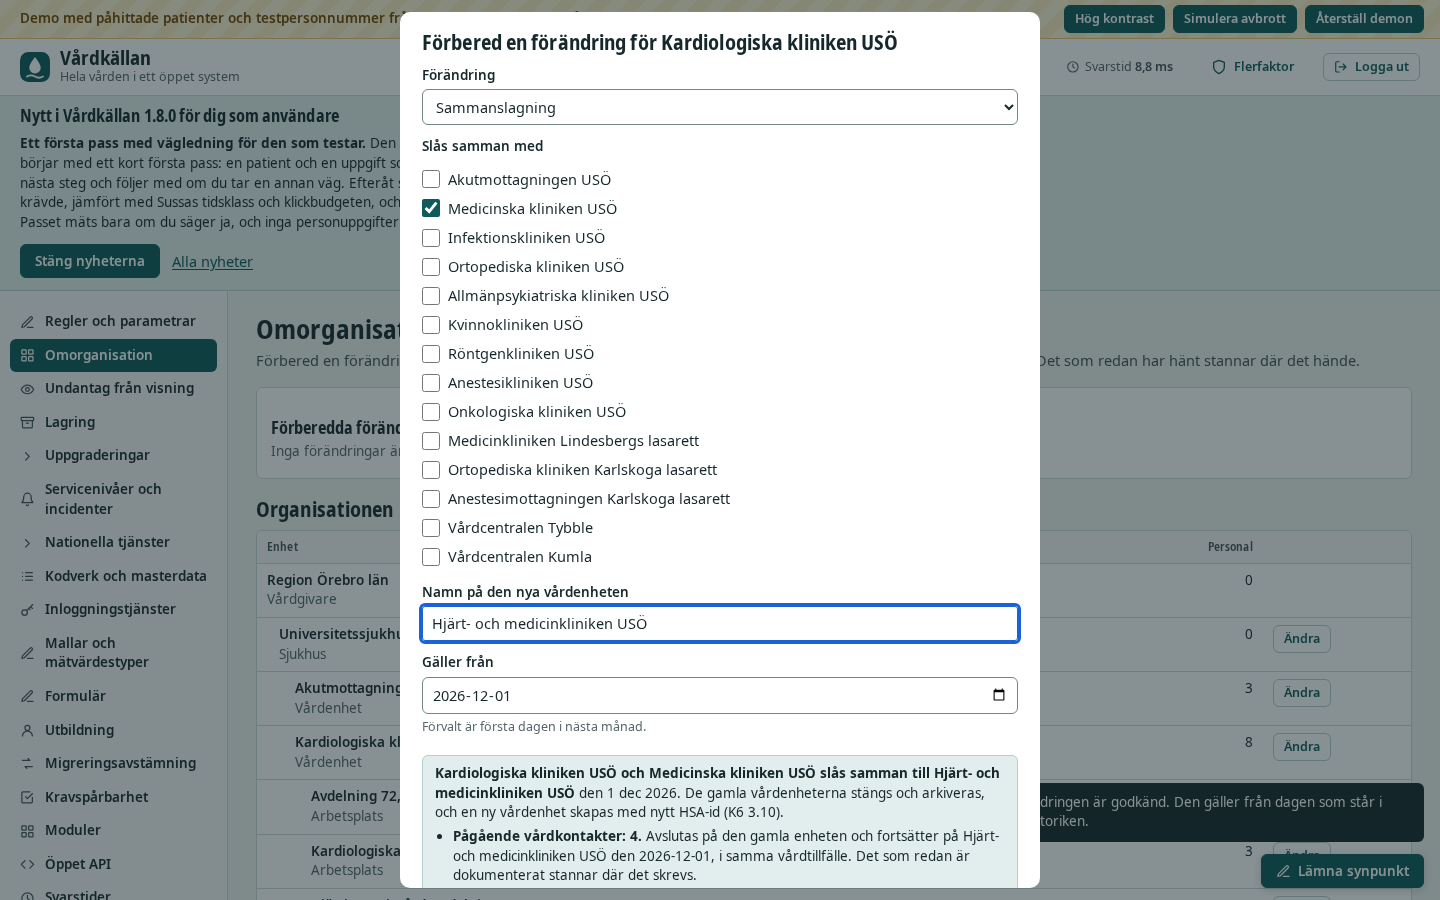 Demo med påhittade patienter och testpersonnummer
Hög kontrast
Simulera avbrott
Återställ demon
Vårdkällan
Hela vården i ett öppet system
Svarstid 8,8 ms
Flerfaktor
Logga ut
Nytt i Vårdkällan 1.8.0 för dig som användare
Ett första pass med vägledning för den som testar. Den
börjar med ett kort första pass: en patient och en uppgift
nästa steg och följer med om du tar en annan väg. Efteråt
krävde, jämfört med Sussas tidsklass och klickbudgeten,
Passet mäts bara om du säger ja, och inga personuppgifter
Stäng nyheterna
Alla nyheter
Regler och parametrar
Omorganisation
Undantag från visning
Lagring
Uppgraderingar
Servicenivåer och
incidenter
Nationella tjänster
Kodverk och masterdata
Inloggningstjänster
Mallar och
mätvärdestyper
Formulär
Utbildning
Migreringsavstämning
Kravspårbarhet
Moduler
Öppet API
Svarstider
Förbered en
Det som redan har hänt stannar där det hände.
Organisationen
Enhet
Personal
Region Örebro län
Vårdgivare
0
Sjukhus
0
Ändra
Vårdenhet
3
Ändra
Vårdenhet
8
Ändra
Avdelning 72,
Arbetsplats
Kardiologiska
Arbetsplats
3
är godkänd. Den gäller från dagen som står i
Lämna synpunkt
Förbered en förändring för Kardiologiska kliniken USÖ
Förändring
Sammanslagning
Slås samman med
Akutmottagningen USÖ
Medicinska kliniken USÖ
Infektionskliniken USÖ
Ortopediska kliniken USÖ
Allmänpsykiatriska kliniken USÖ
Kvinnokliniken USÖ
Röntgenkliniken USÖ
Anestesikliniken USÖ
Onkologiska kliniken USÖ
Medicinkliniken Lindesbergs lasarett
Ortopediska kliniken Karlskoga lasarett
Anestesimottagningen Karlskoga lasarett
Vårdcentralen Tybble
Vårdcentralen Kumla
Namn på den nya vårdenheten
Hjärt- och medicinkliniken USÖ
Gäller från
2026-12-01
Förvalt är första dagen i nästa månad.
Kardiologiska kliniken USÖ och Medicinska kliniken USÖ slås samman till Hjärt- och
medicinkliniken USÖ den 1 dec 2026. De gamla vårdenheterna stängs och arkiveras,
och en ny vårdenhet skapas med nytt HSA-id (K6 3.10).
• Pågående vårdkontakter: 4. Avslutas på den gamla enheten och fortsätter på Hjärt-
och medicinkliniken USÖ den 2026-12-01, i samma vårdtillfälle. Det som redan är
dokumenterat stannar där det skrevs.